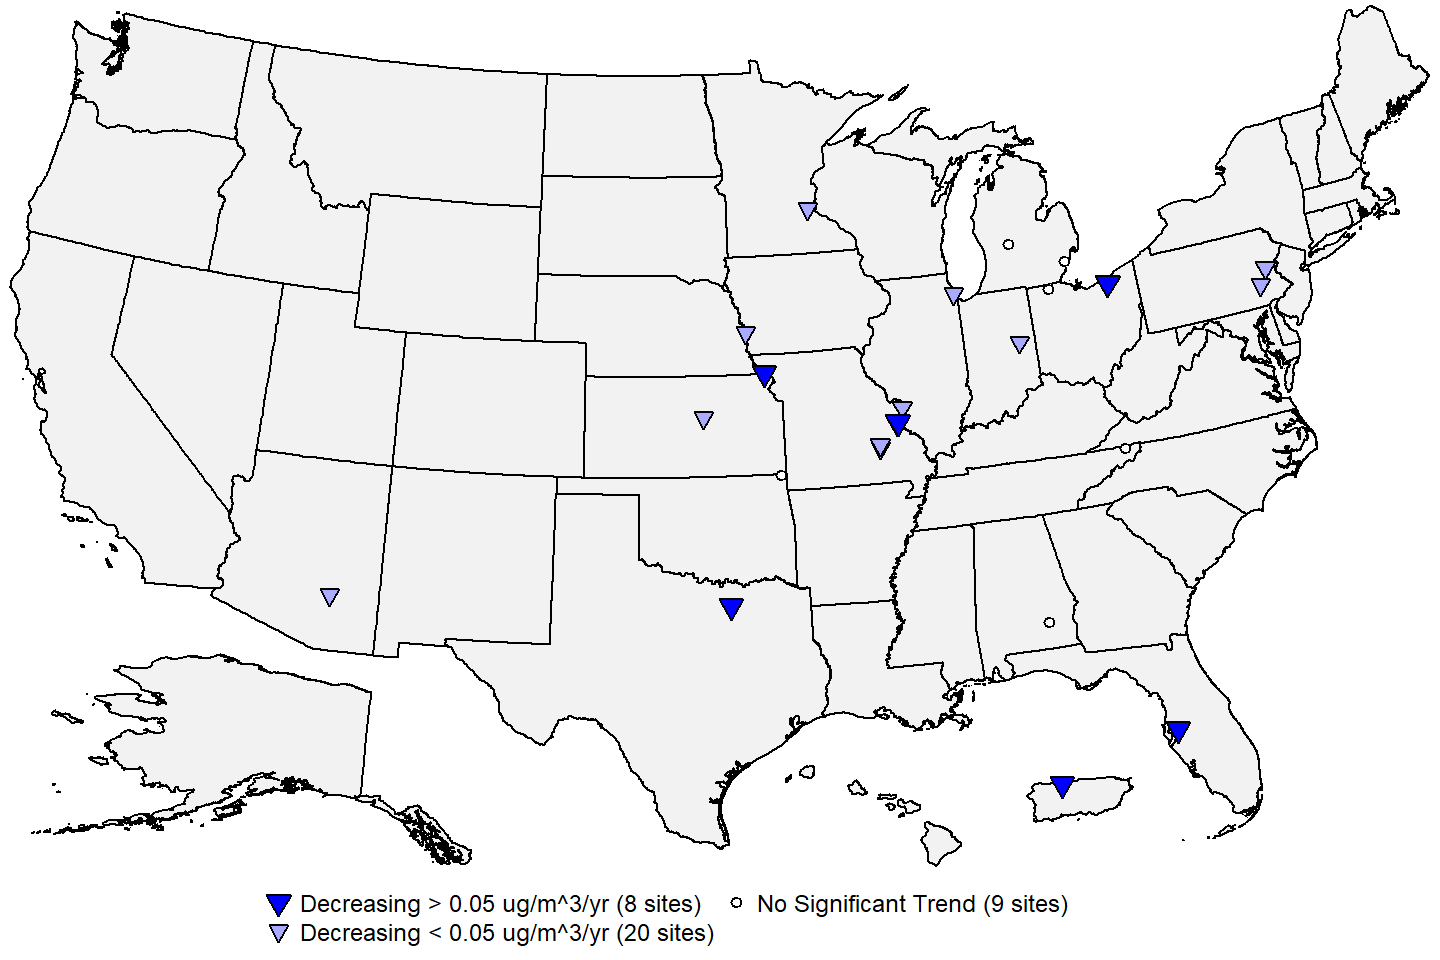 Decreasing > 0.05 ug/m^3/yr (8 sites)
No Significant Trend (9 sites)
Decreasing < 0.05 ug/m^3/yr (20 sites)